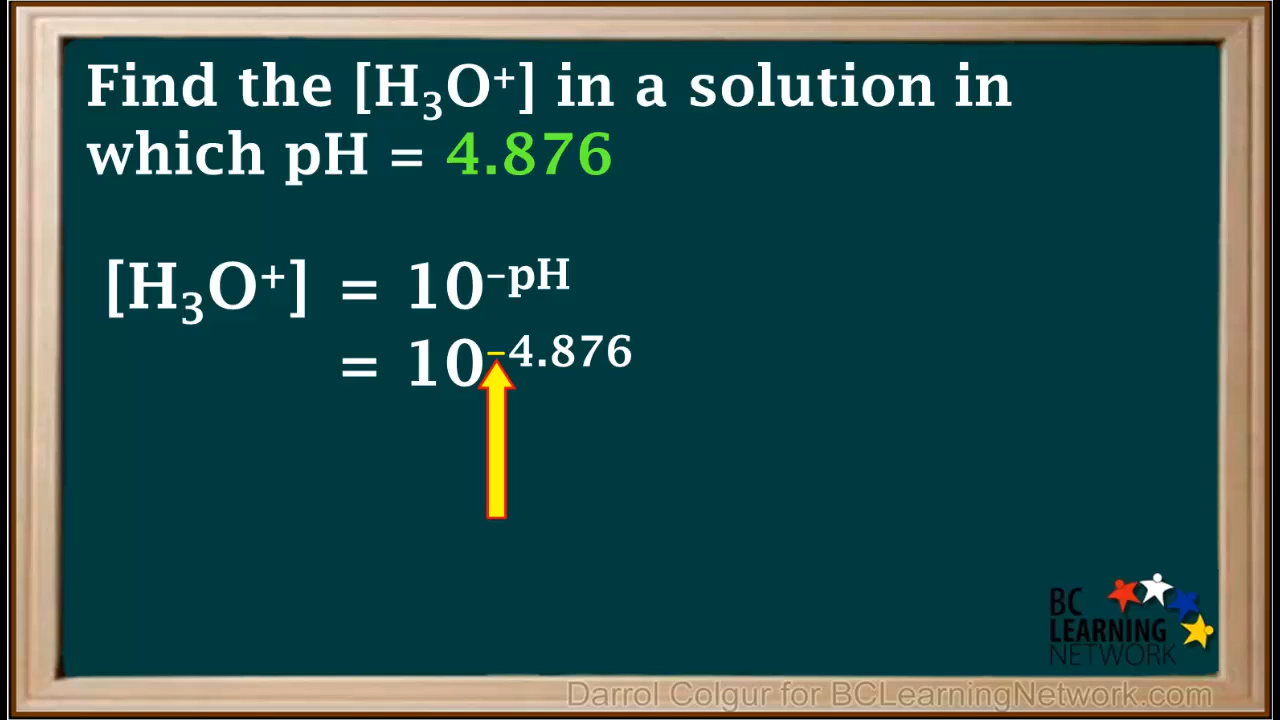 Find the [H₃O⁺] in a solution in
which pH = 4.876
[H₃O⁺] = 10⁻ᵖᴴ
= 10⁻⁴·⁸⁷⁶
BC
LEARNING
NETWORK
Darrol Colgur for BCLearningNetwork.com